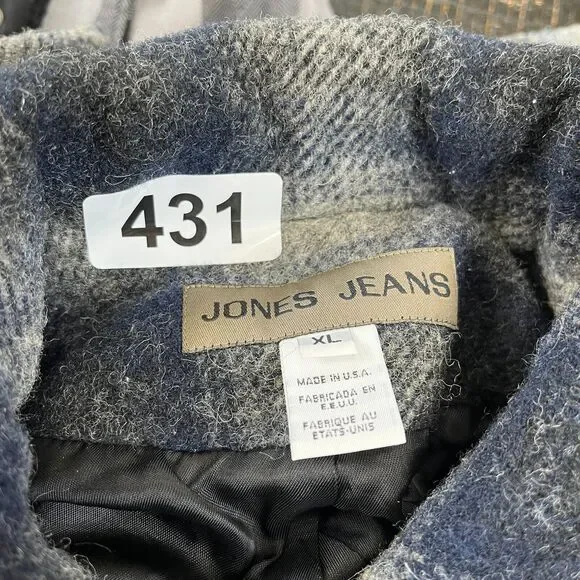 431
JONES JEANS
XL
MADE IN U.S.A.
FABRICADA EN
E.E.U.U.
FABRIQUE AU
ETATS-UNIS